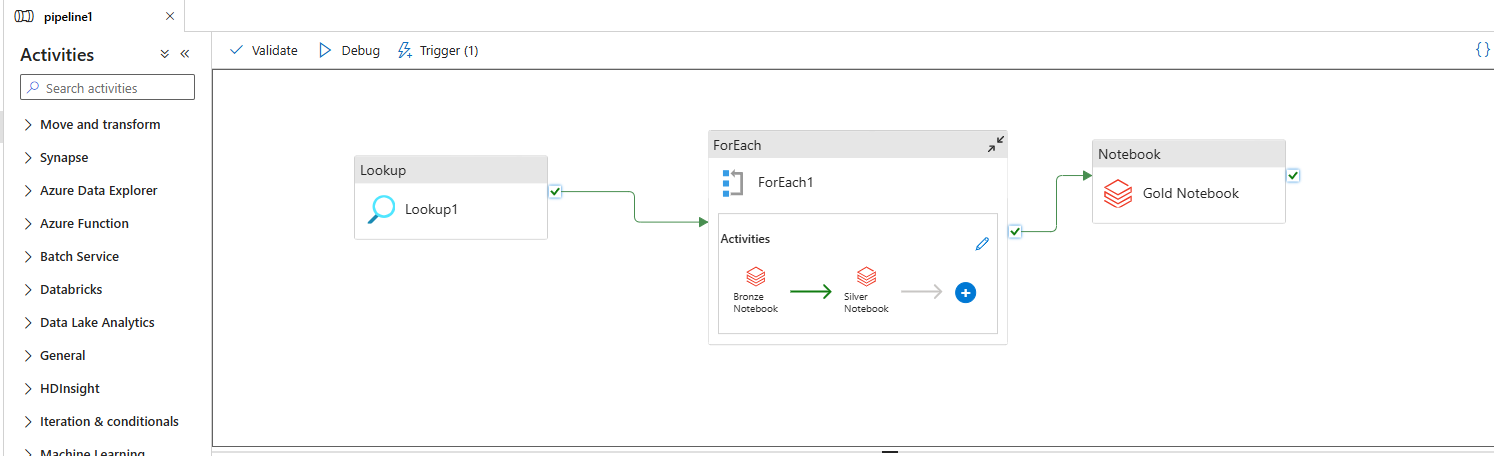 pipeline1
Activities
Validate Debug Trigger (1) {}
Search activities
Move and transform
Synapse
Azure Data Explorer
Azure Function
Batch Service
Databricks
Data Lake Analytics
General
HDInsight
Iteration & conditionals
Machine Learning
Lookup
Lookup1
ForEach
ForEach1
Activities
Bronze
Notebook
Silver
Notebook
Notebook
Gold Notebook